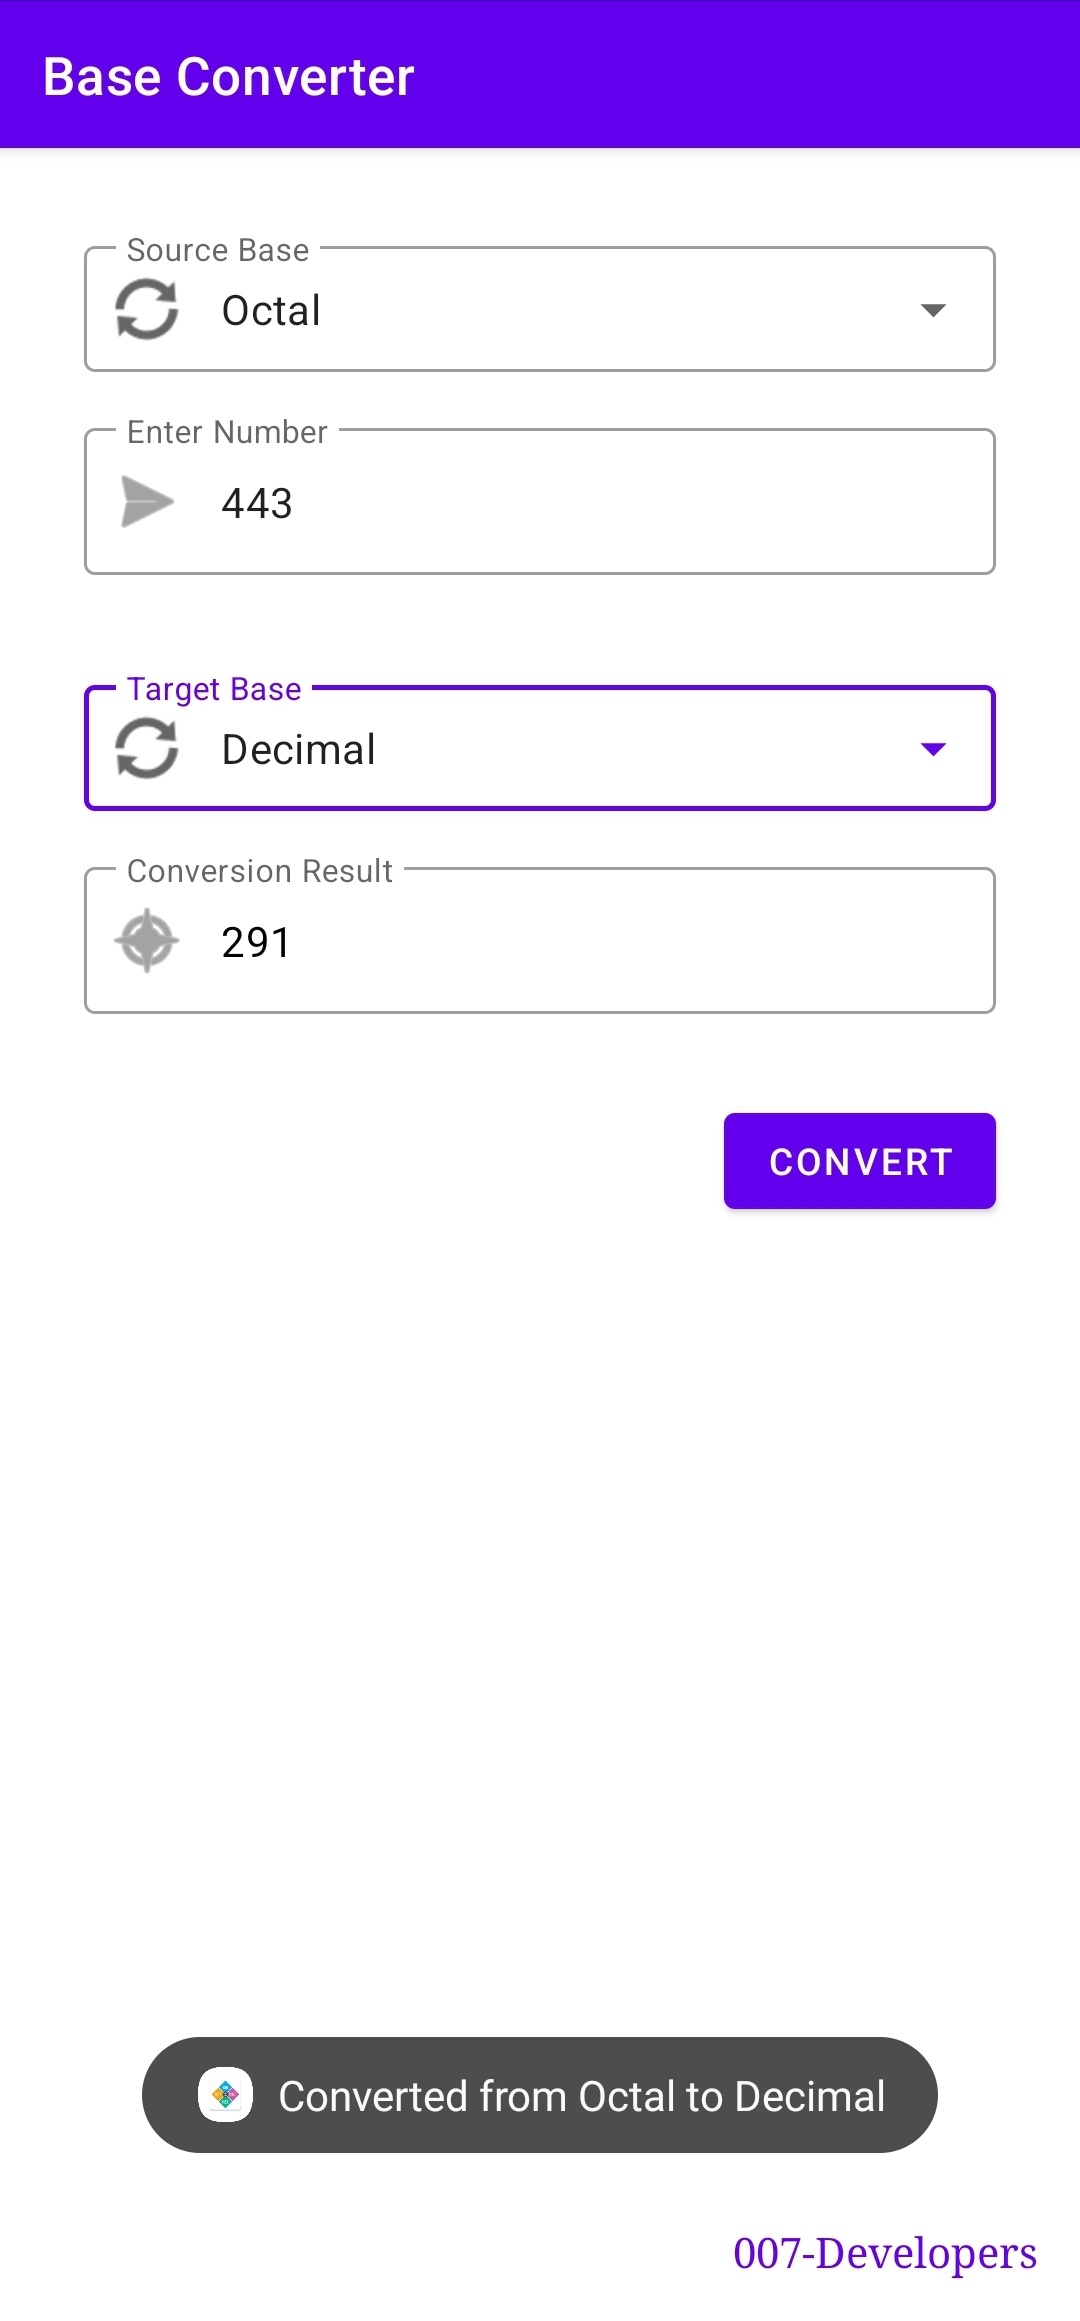 Base Converter
Source Base
Octal
Enter Number
443
Target Base
Decimal
Conversion Result
291
CONVERT
Converted from Octal to Decimal
007-Developers